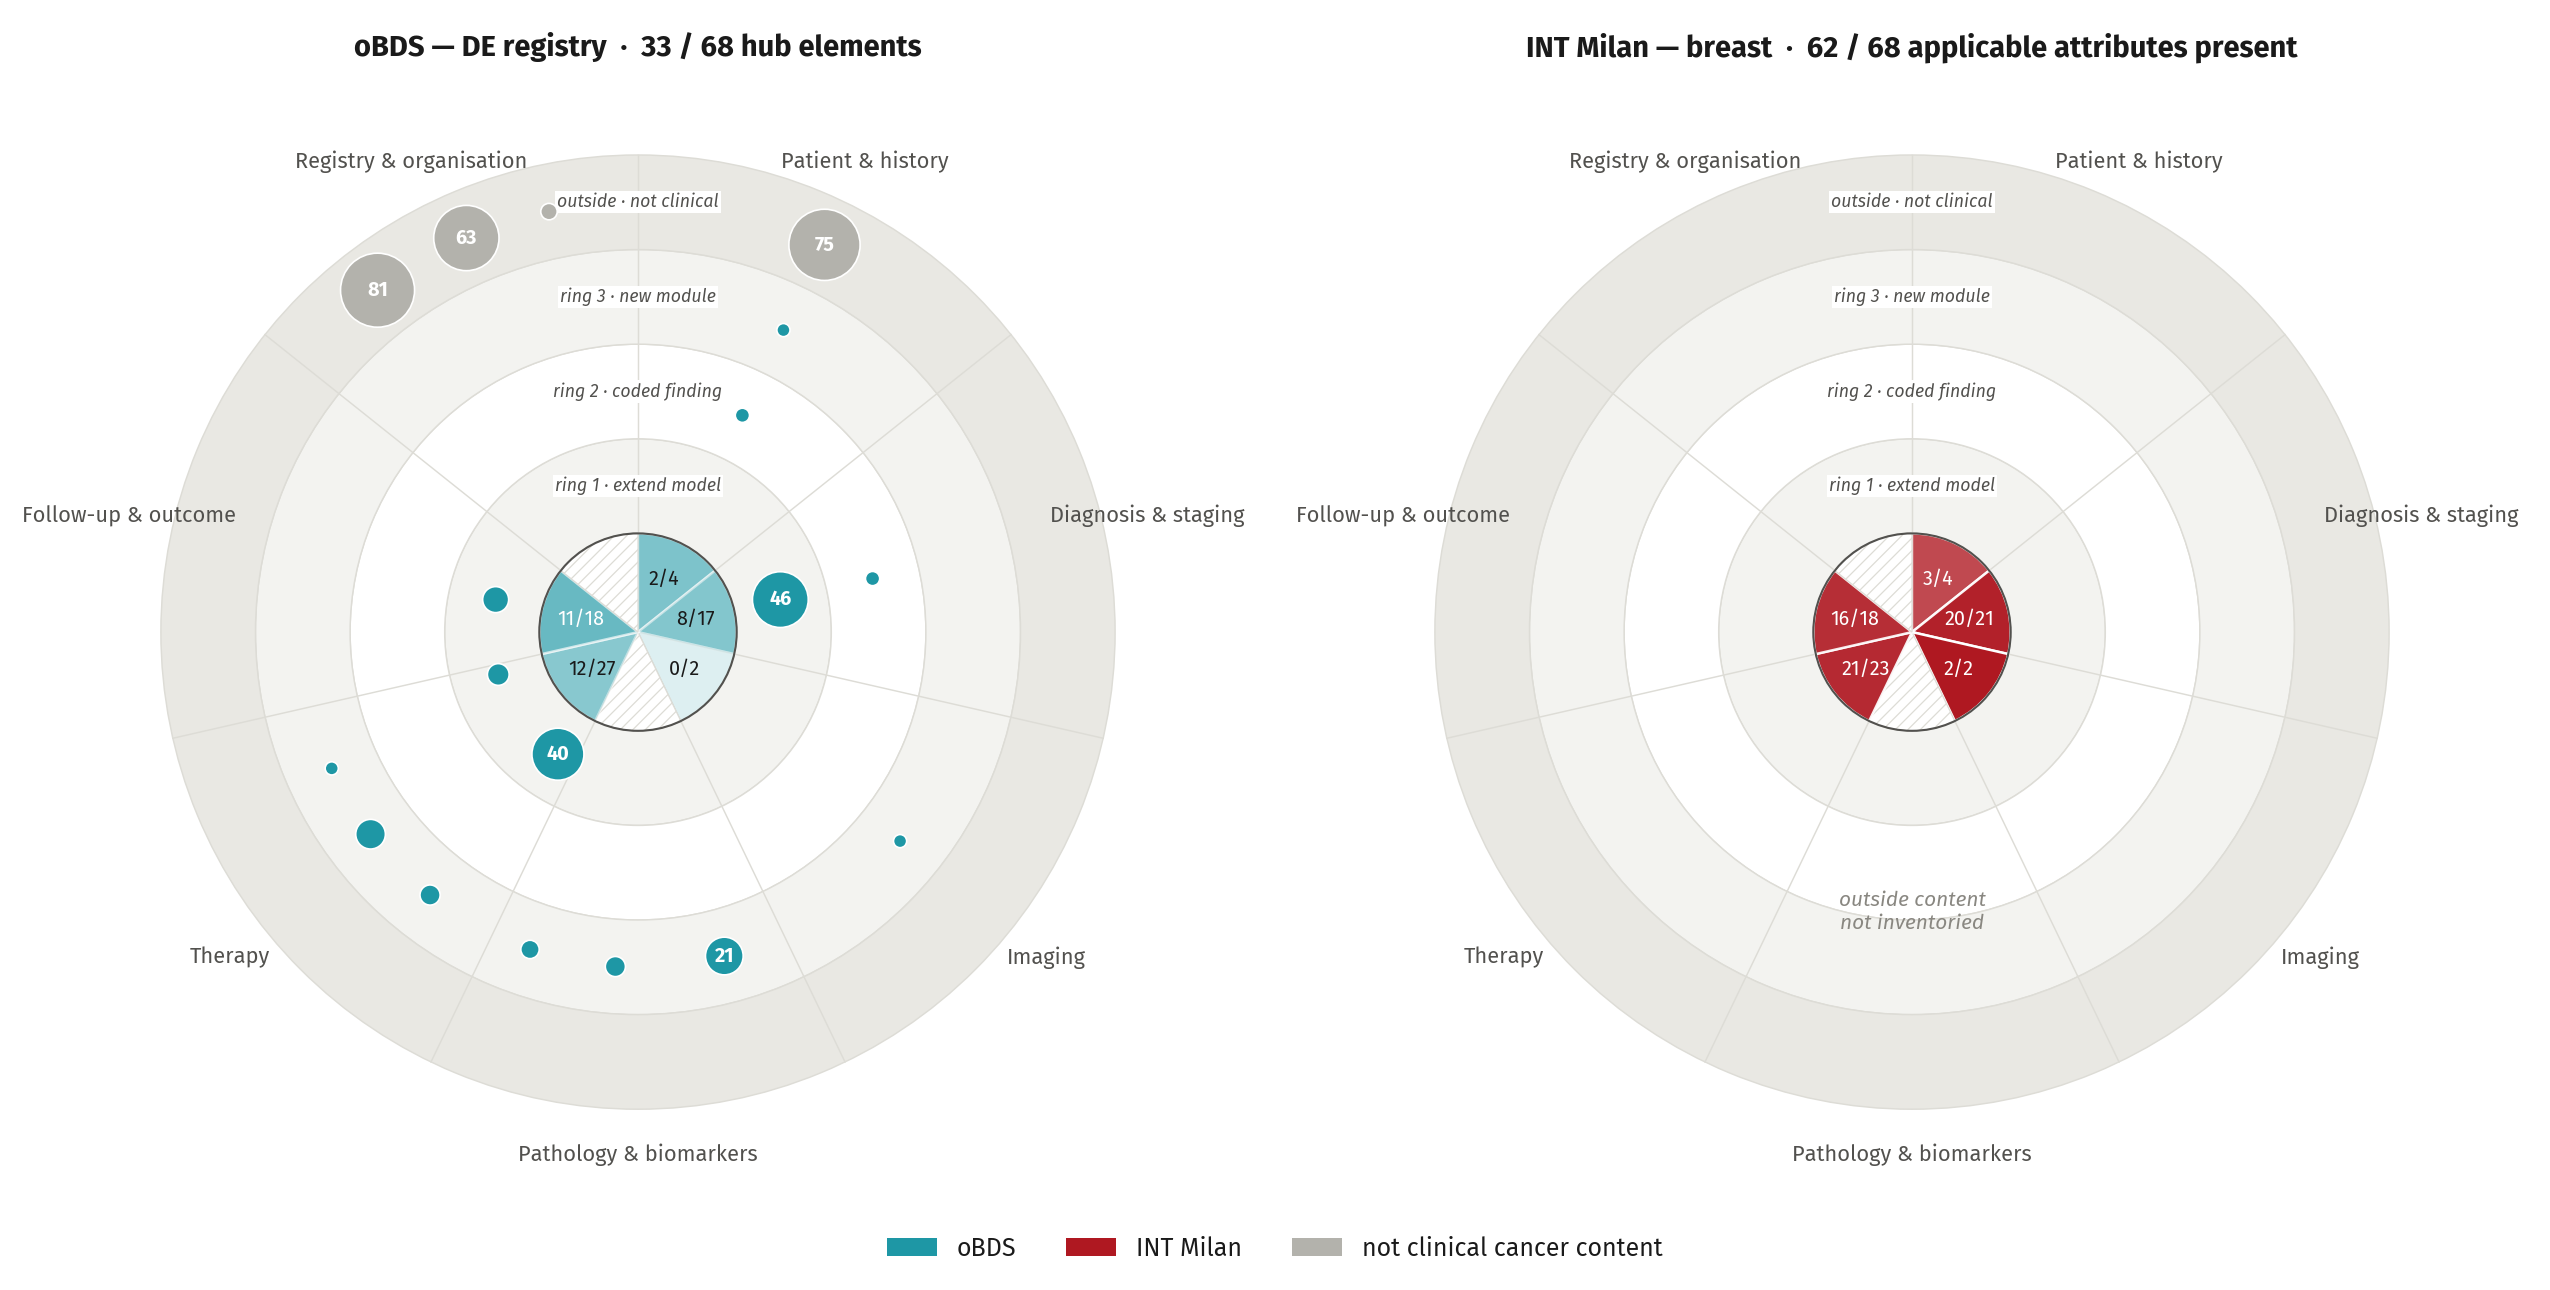 oBDS — DE registry · 33 / 68 hub elements
Registry & organisation
Patient & history
outside · not clinical
63
75
81
ring 3 · new module
ring 2 · coded finding
ring 1 · extend model
Follow-up & outcome
Diagnosis & staging
2/4
46
11/18
8/17
12/27
0/2
40
21
Therapy
Imaging
Pathology & biomarkers
INT Milan — breast · 62 / 68 applicable attributes present
Registry & organisation
Patient & history
outside · not clinical
ring 3 · new module
ring 2 · coded finding
ring 1 · extend model
Follow-up & outcome
Diagnosis & staging
3/4
16/18
20/21
21/23
2/2
outside content
not inventoried
Therapy
Imaging
Pathology & biomarkers
oBDS
INT Milan
not clinical cancer content